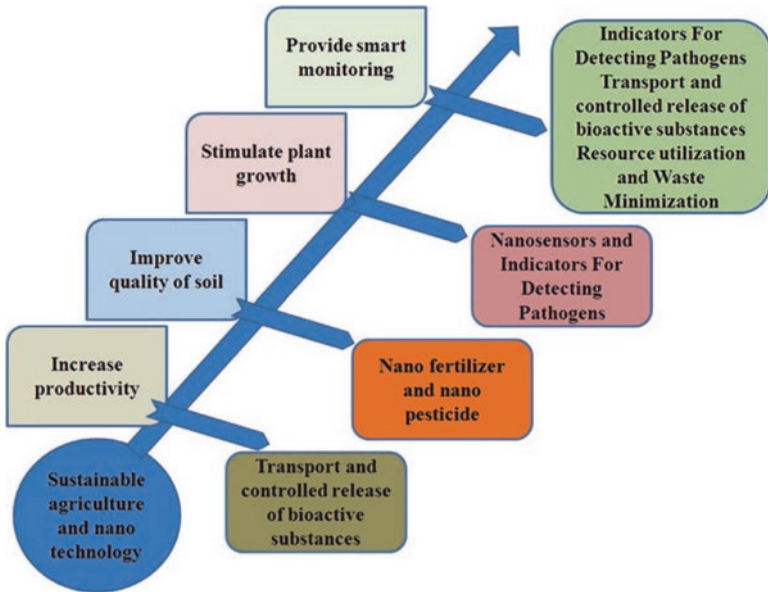 Provide smart
monitoring
Indicators For
Detecting Pathogens
Transport and
controlled release of
bioactive substances
Resource utilization
and Waste
Minimization
Stimulate plant
growth
Nanosensors and
Indicators For
Detecting
Pathogens
Improve
quality of soil
Nano fertilizer
and nano
pesticide
Increase
productivity
Transport and
controlled release
of bioactive
substances
Sustainable
agriculture
and nano
technology